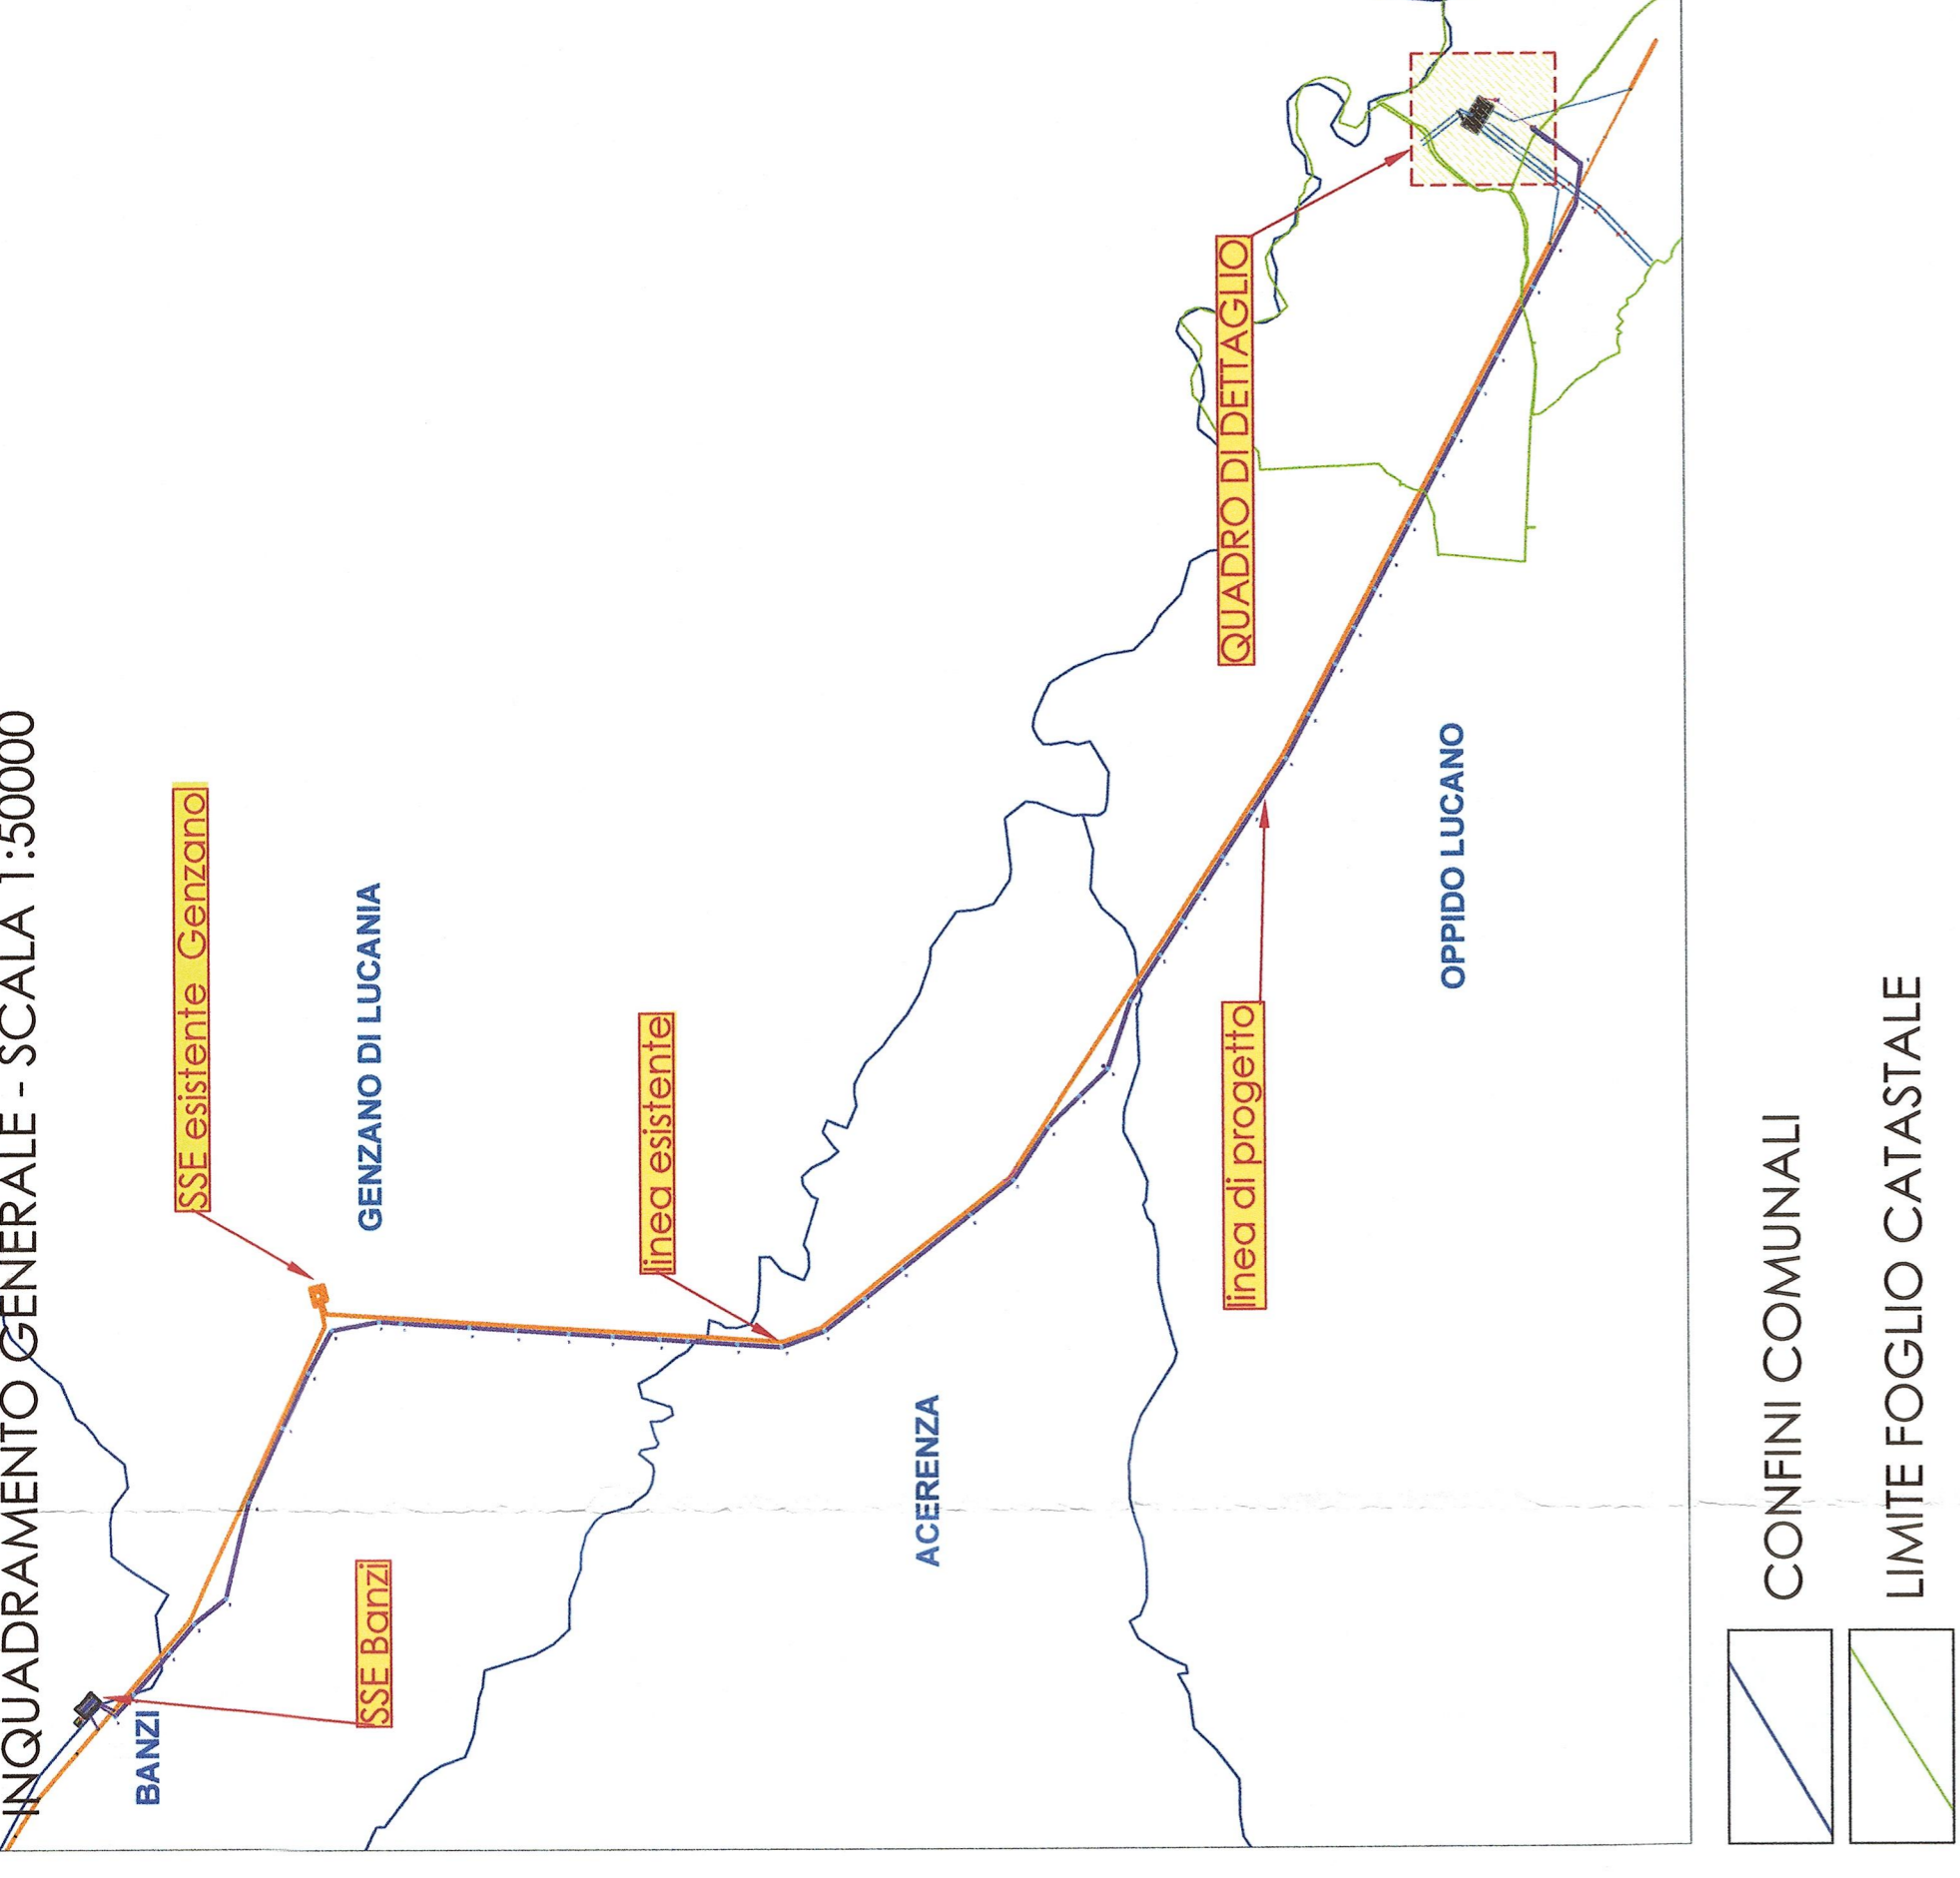 INQUADRAMENTO GENERALE - SCALA 1:50000
SSE esistente Genzano
GENZANO DI LUCANIA
BANZI
SSE Banzi
linea esistente
ACERENZA
QUADRO DI DETTAGLIO
linea di progetto
OPPIDO LUCANO
CONFINI COMUNALI
LIMITE FOGLIO CATASTALE